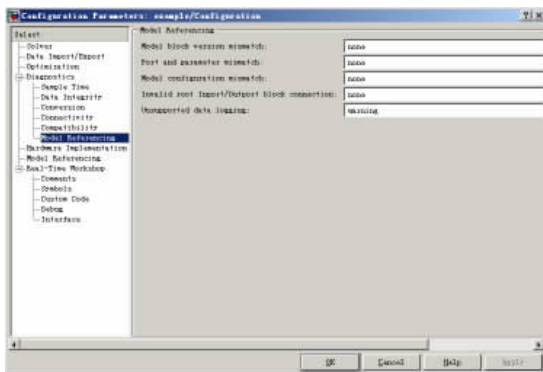 Configuration Parameters: example/Configuration
Select:
Solver
Data Import/Export
Optimization
Diagnostics
Sample Time
Data Integrity
Conversion
Connectivity
Compatibility
Model Referencing
Hardware Implementation
Model Referencing
Real-Time Workshop
Comments
Symbols
Custom Code
Debug
Interface
Model Referencing
Model block version mismatch: none
Port and parameter mismatch: none
Model configuration mismatch: none
Invalid root Inport/Outport block connection: none
Unsupported data logging: warning
OK Cancel Help Apply